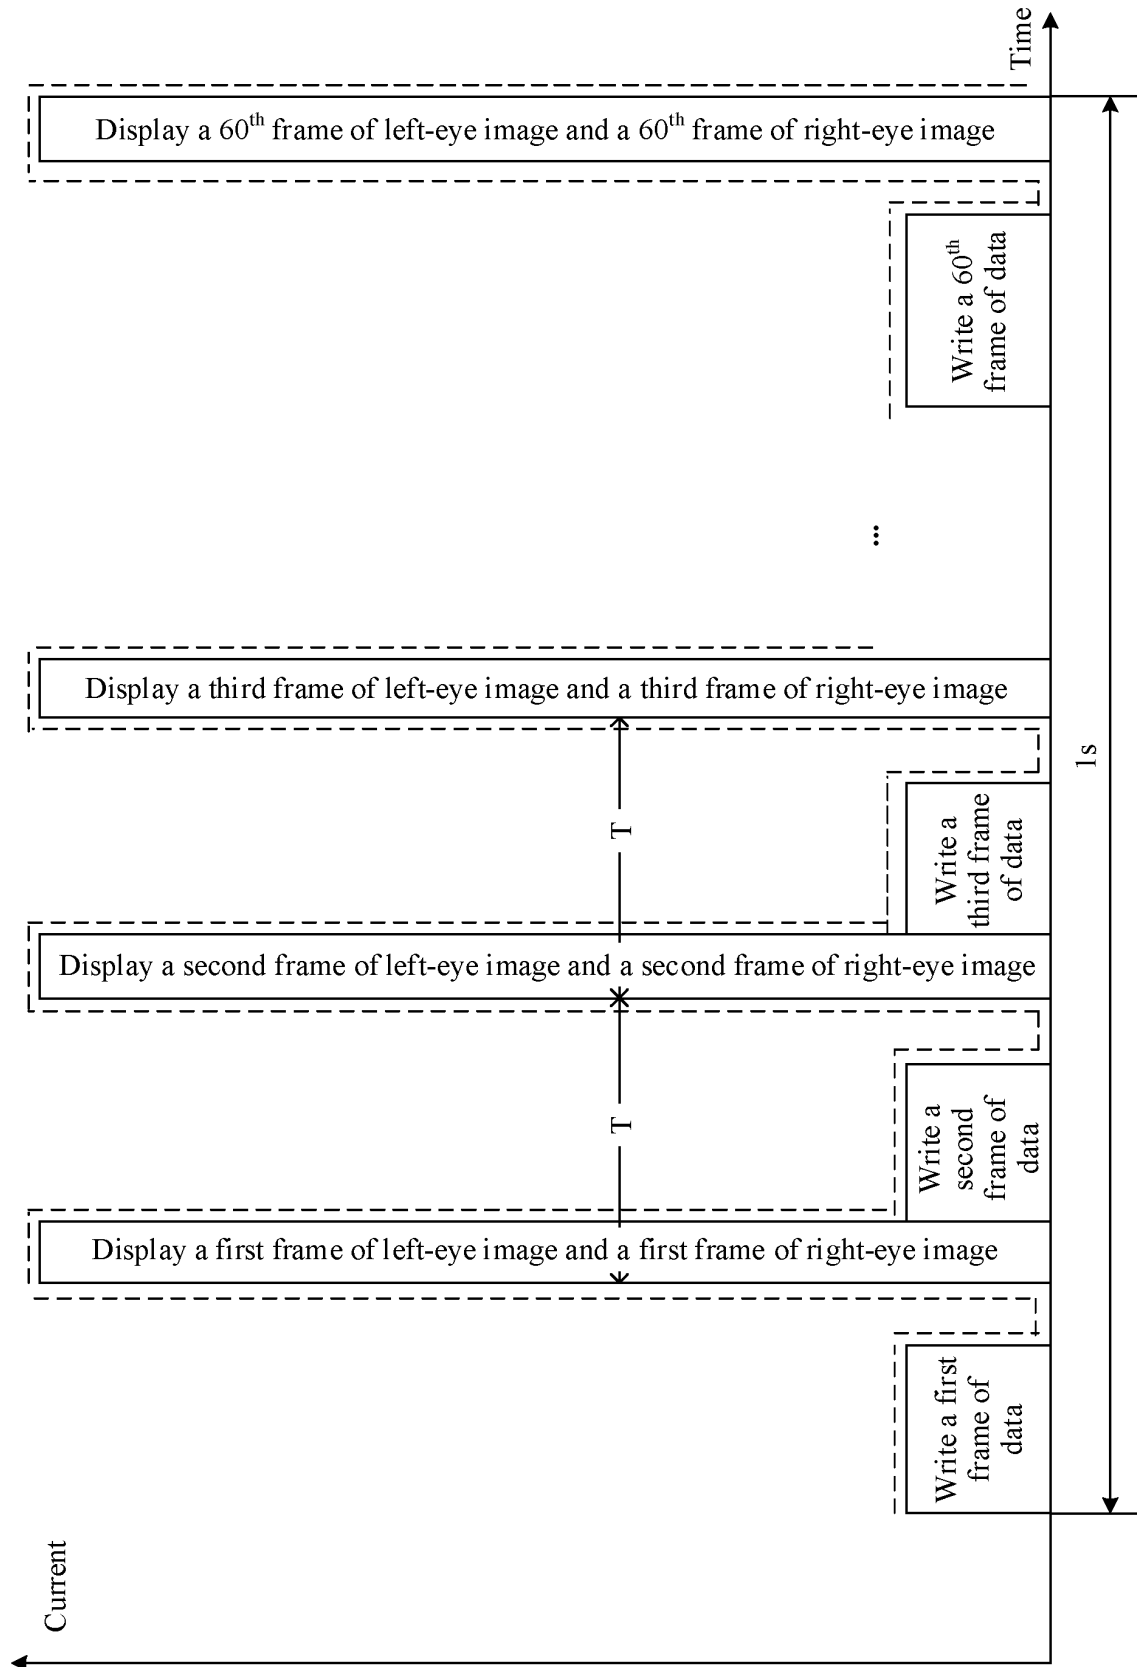 Time
Display a 60th frame of left-eye image and a 60th frame of right-eye image
Write a 60th
frame of data
...
Display a third frame of left-eye image and a third frame of right-eye image
1s
T
Write a
third frame
of data
Display a second frame of left-eye image and a second frame of right-eye image
T
Write a
second
frame of
data
Display a first frame of left-eye image and a first frame of right-eye image
Write a first
frame of
data
Current